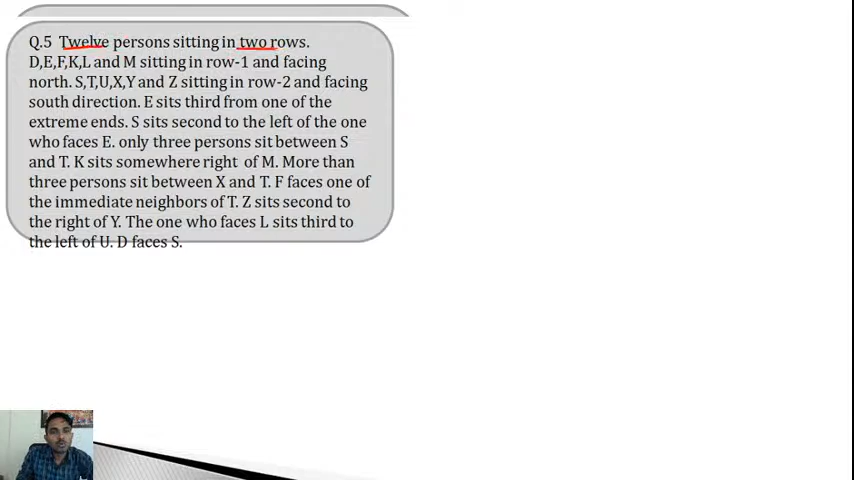 Q.5 Twelve persons sitting in two rows.
D,E,F,K,L and M sitting in row-1 and facing
north. S,T,U,X,Y and Z sitting in row-2 and facing
south direction. E sits third from one of the
extreme ends. S sits second to the left of the one
who faces E. only three persons sit between S
and T. K sits somewhere right of M. More than
three persons sit between X and T. F faces one of
the immediate neighbors of T. Z sits second to
the right of Y. The one who faces L sits third to
the left of U. D faces S.